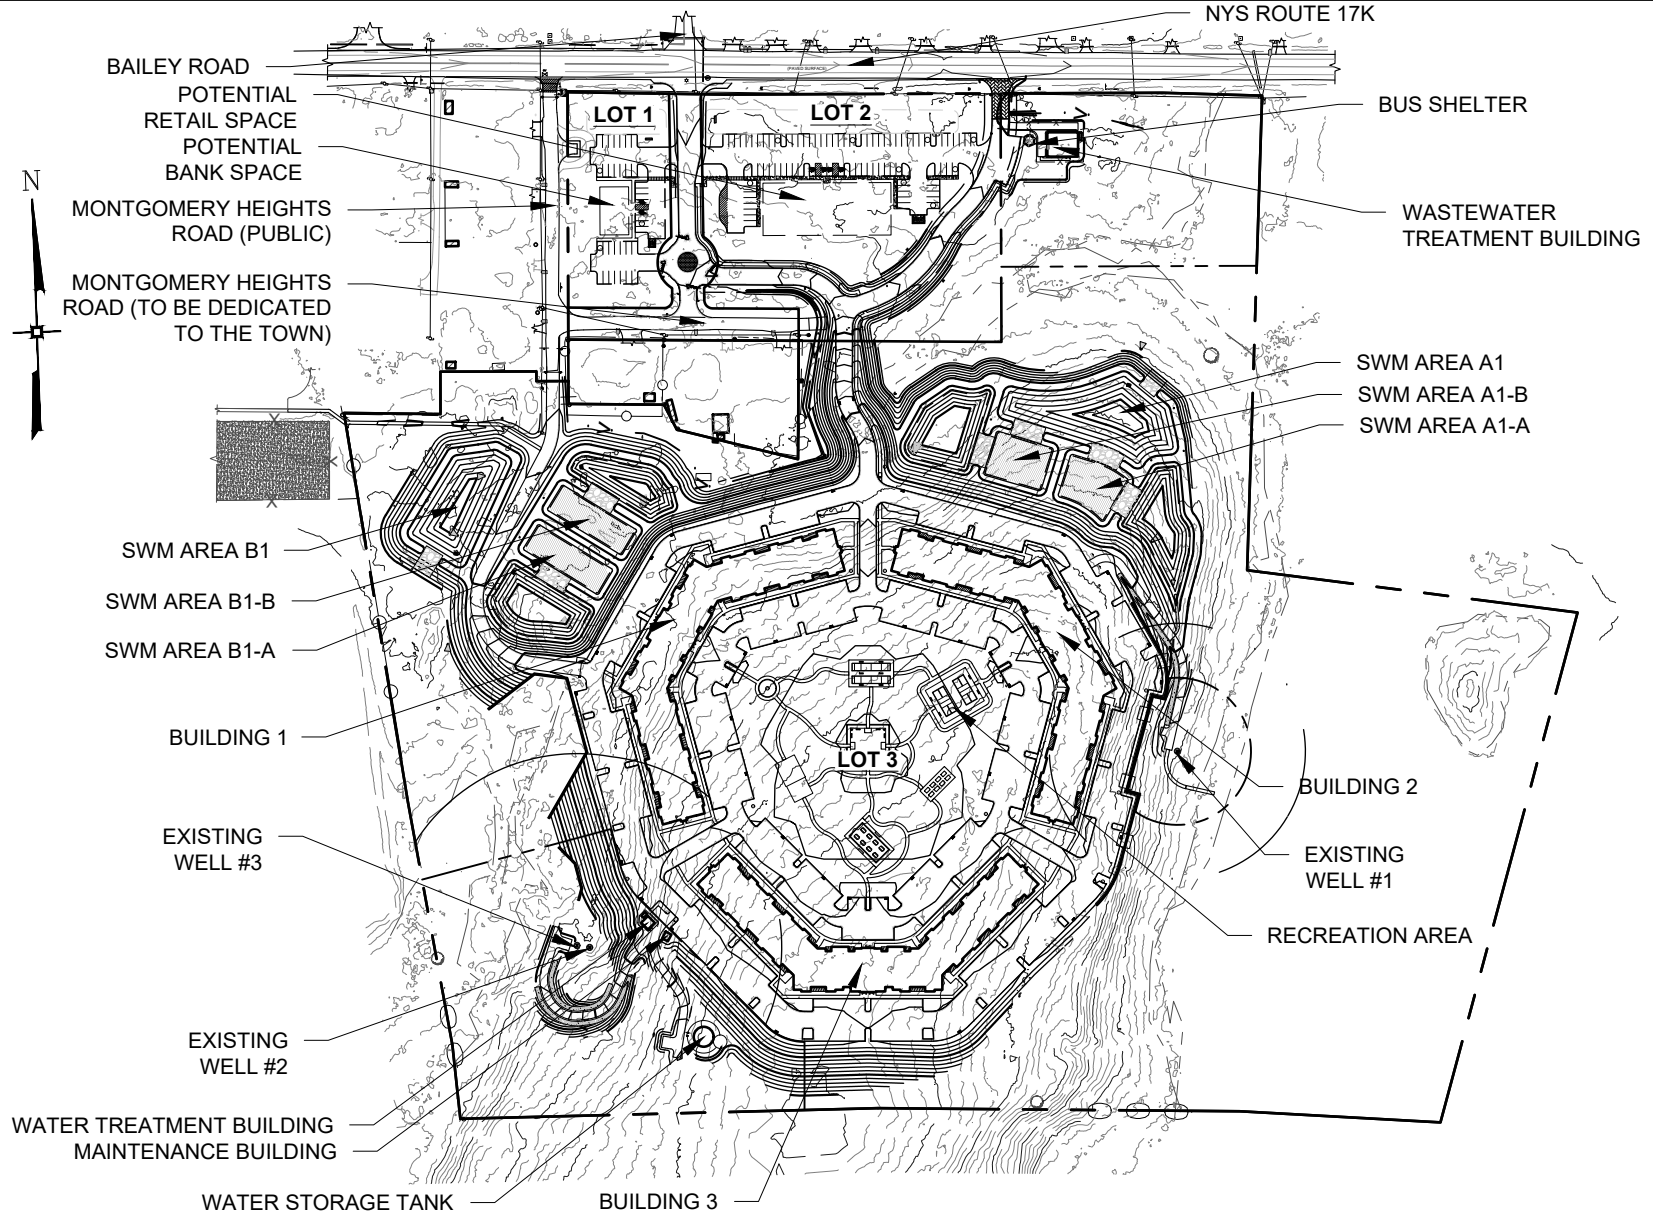 NYS ROUTE 17K
BAILEY ROAD
(PAVED SURFACE)
POTENTIAL
RETAIL SPACE
POTENTIAL
BANK SPACE
LOT 1
LOT 2
BUS SHELTER
N
MONTGOMERY HEIGHTS
ROAD (PUBLIC)
WASTEWATER
TREATMENT BUILDING
MONTGOMERY HEIGHTS
ROAD (TO BE DEDICATED
TO THE TOWN)
SWM AREA A1
SWM AREA A1-B
SWM AREA A1-A
SWM AREA B1
SWM AREA B1-B
SWM AREA B1-A
BUILDING 1
LOT 3
BUILDING 2
EXISTING
WELL #3
EXISTING
WELL #1
RECREATION AREA
EXISTING
WELL #2
WATER TREATMENT BUILDING
MAINTENANCE BUILDING
WATER STORAGE TANK
BUILDING 3